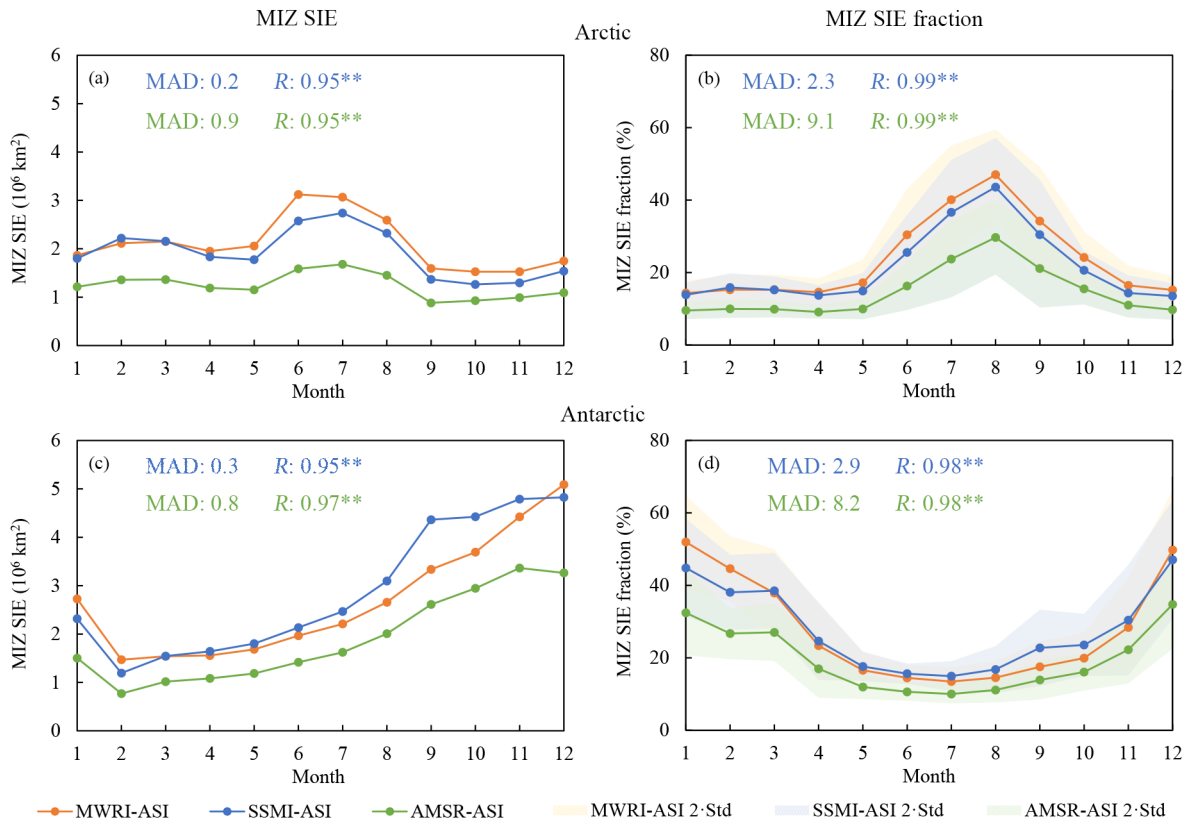 MIZ SIE
MIZ SIE fraction
Arctic
(a)
MAD: 0.2 R: 0.95**
MAD: 0.9 R: 0.95**
MIZ SIE (10⁶ km²)
6
5
4
3
2
1
0
1 2 3 4 5 6 7 8 9 10 11 12
Month
(b)
MAD: 2.3 R: 0.99**
MAD: 9.1 R: 0.99**
MIZ SIE fraction (%)
80
60
40
20
0
1 2 3 4 5 6 7 8 9 10 11 12
Month
Antarctic
(c)
MAD: 0.3 R: 0.95**
MAD: 0.8 R: 0.97**
MIZ SIE (10⁶ km²)
6
5
4
3
2
1
0
1 2 3 4 5 6 7 8 9 10 11 12
Month
(d)
MAD: 2.9 R: 0.98**
MAD: 8.2 R: 0.98**
MIZ SIE fraction (%)
80
60
40
20
0
1 2 3 4 5 6 7 8 9 10 11 12
Month
MWRI-ASI SSMI-ASI AMSR-ASI MWRI-ASI 2·Std SSMI-ASI 2·Std AMSR-ASI 2·Std